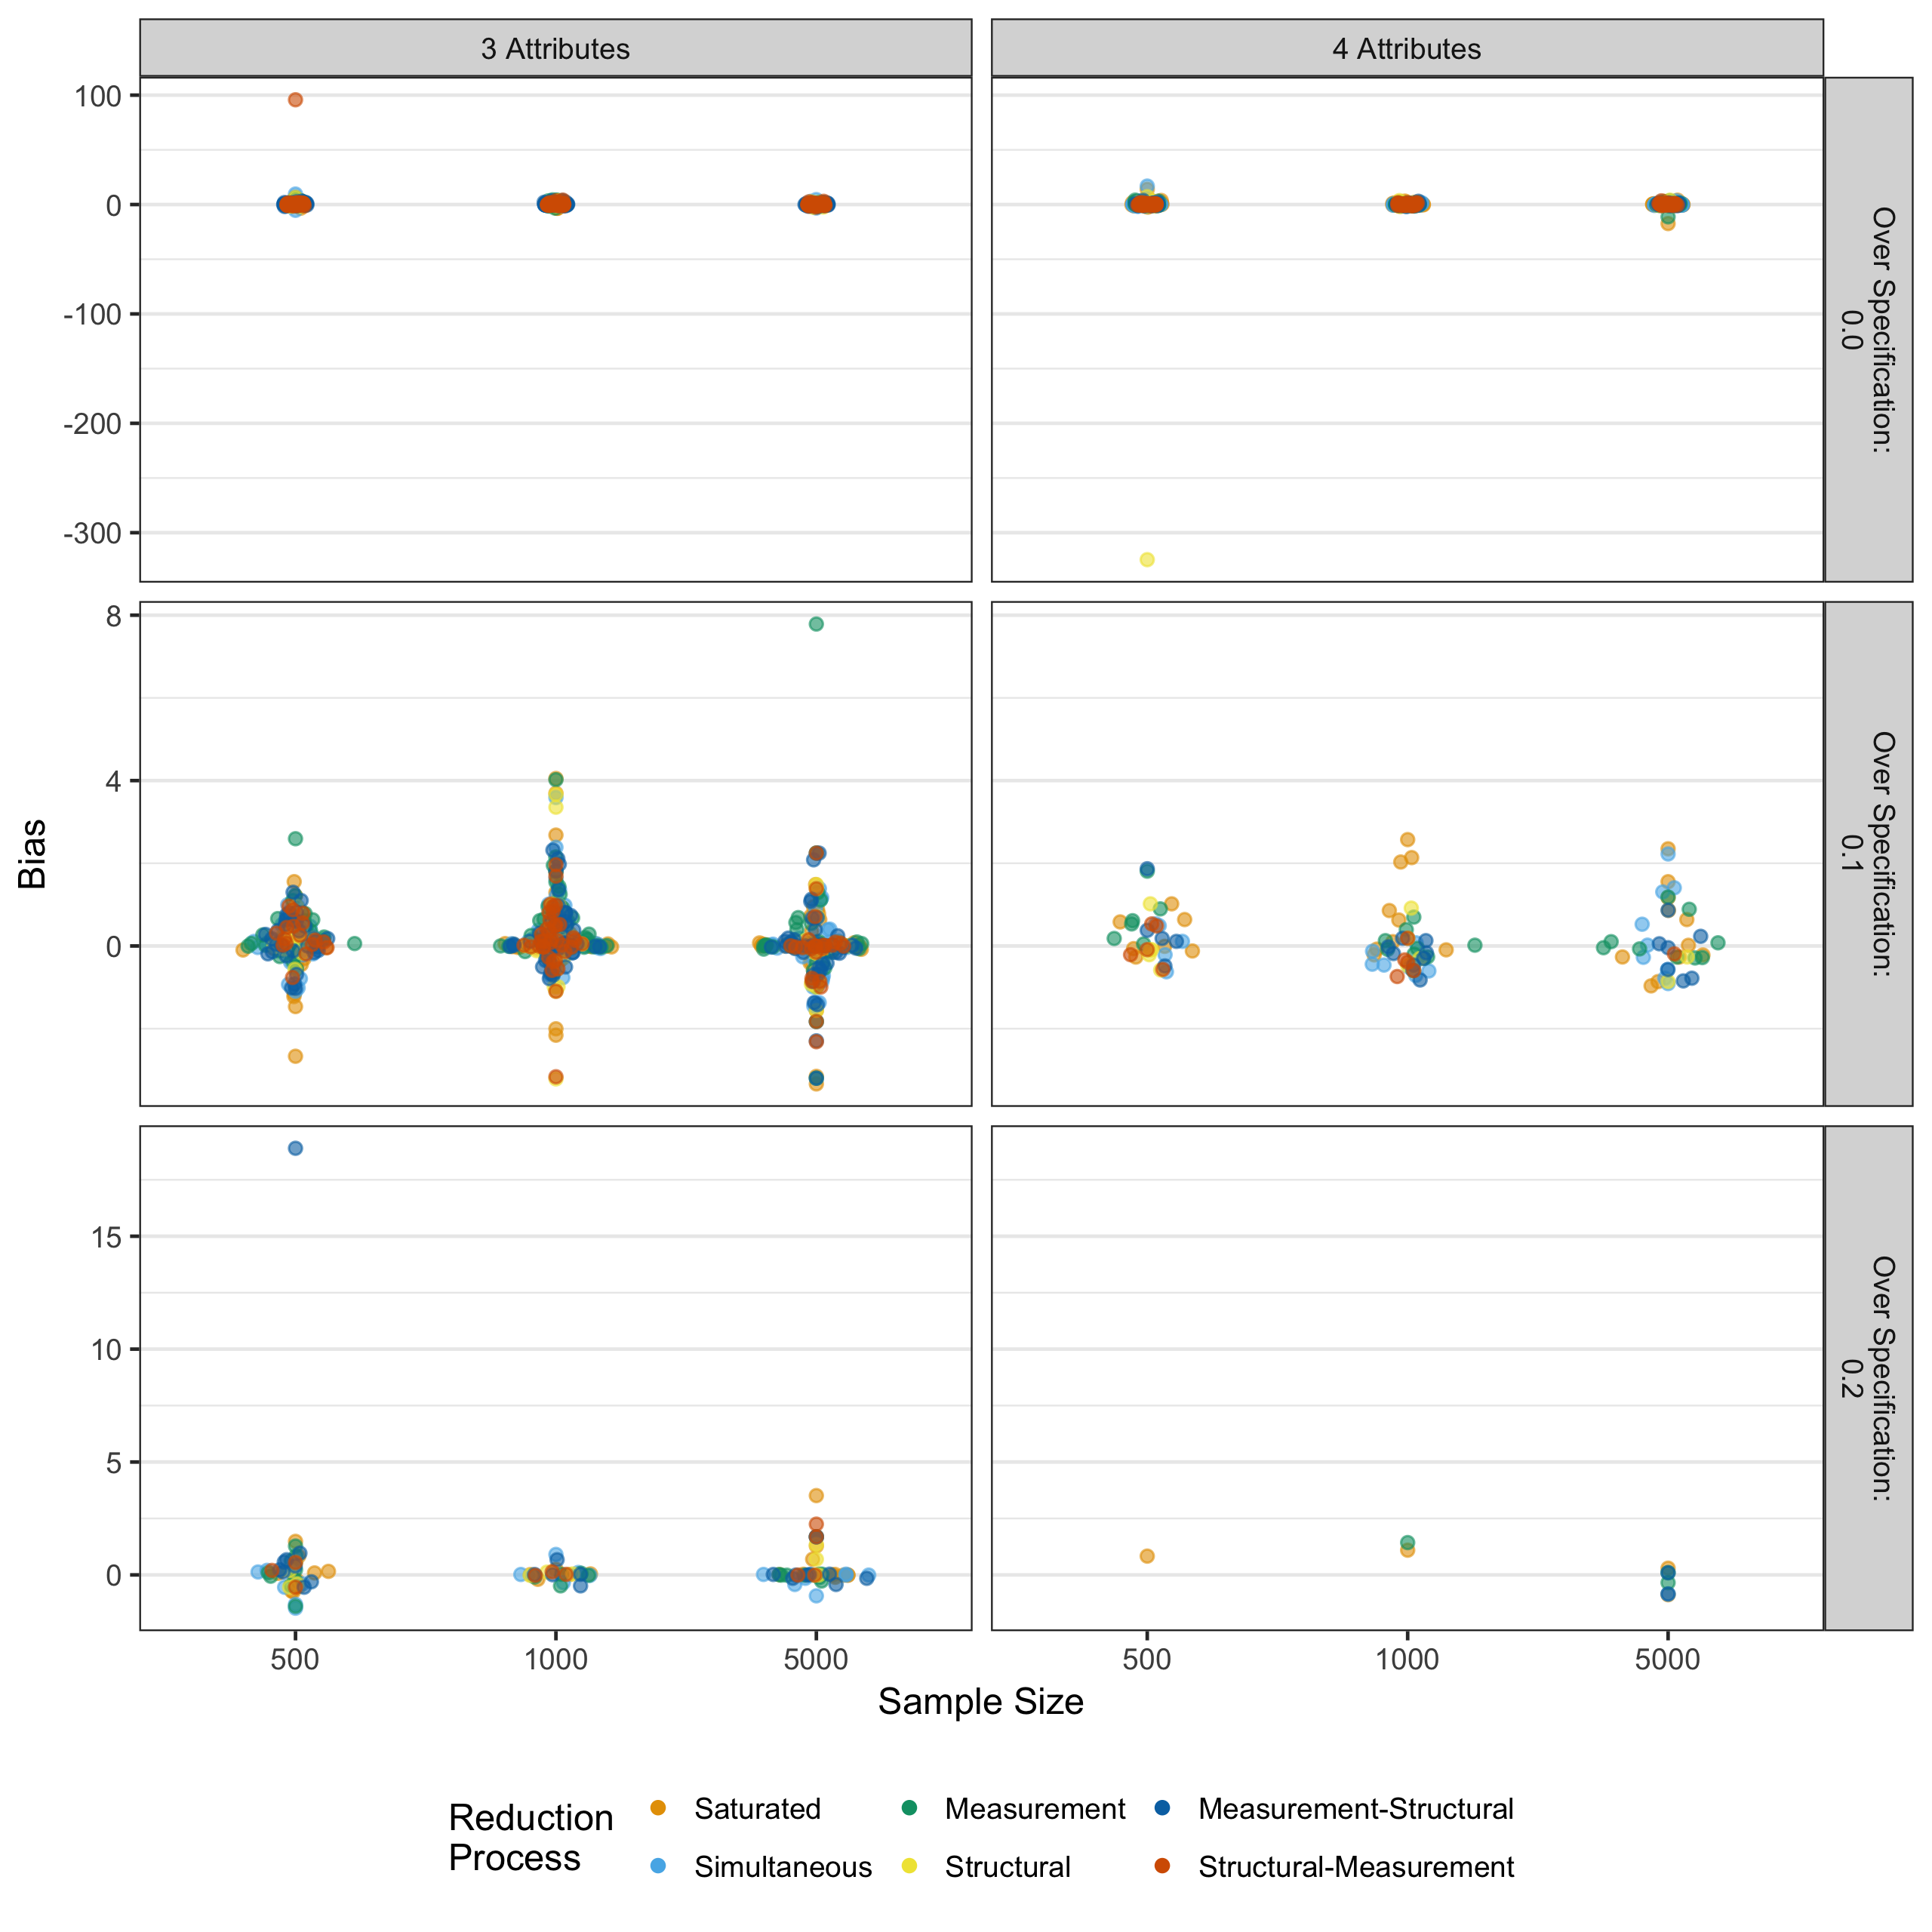 3 Attributes
4 Attributes
100
0
-100
-200
-300
Over Specification:
0.0
8
4
0
Over Specification:
0.1
15
10
5
0
Over Specification:
0.2
Bias
500
1000
5000
500
1000
5000
Sample Size
Reduction
Process
Saturated
Measurement
Measurement-Structural
Simultaneous
Structural
Structural-Measurement